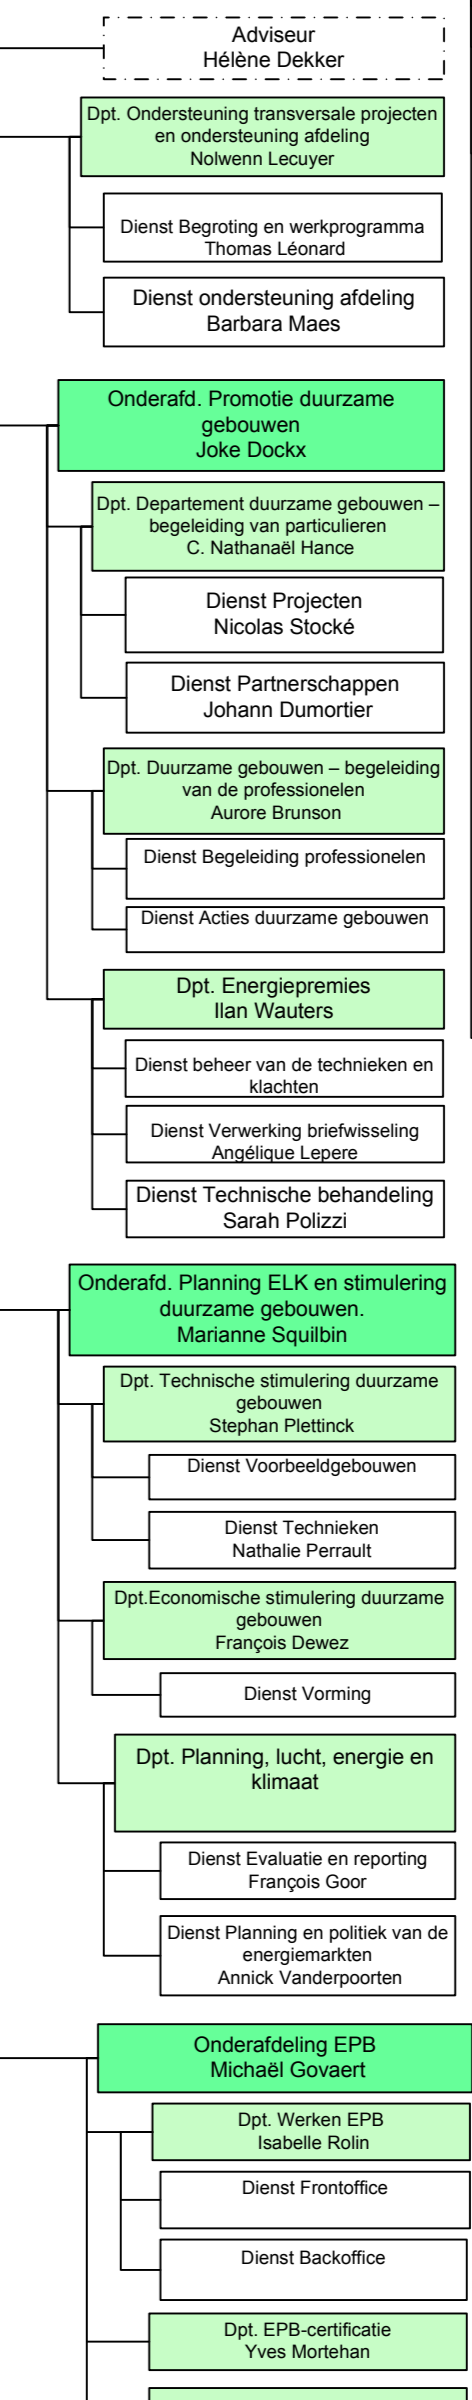 Adviseur
Hélène Dekker
Dpt. Ondersteuning transversale projecten
en ondersteuning afdeling
Nolwenn Lecuyer
Dienst Begroting en werkprogramma
Thomas Léonard
Dienst ondersteuning afdeling
Barbara Maes
Onderafd. Promotie duurzame
gebouwen
Joke Dockx
Dpt. Departement duurzame gebouwen –
begeleiding van particulieren
C. Nathanaël Hance
Dienst Projecten
Nicolas Stocké
Dienst Partnerschappen
Johann Dumortier
Dpt. Duurzame gebouwen – begeleiding
van de professionelen
Aurore Brunson
Dienst Begeleiding professionelen
Dienst Acties duurzame gebouwen
Dpt. Energiepremies
Ilan Wauters
Dienst beheer van de technieken en
klachten
Dienst Verwerking briefwisseling
Angélique Lepere
Dienst Technische behandeling
Sarah Polizzi
Onderafd. Planning ELK en stimulering
duurzame gebouwen.
Marianne Squilbin
Dpt. Technische stimulering duurzame
gebouwen
Stephan Plettinck
Dienst Voorbeeldgebouwen
Dienst Technieken
Nathalie Perrault
Dpt.Economische stimulering duurzame
gebouwen
François Dewez
Dienst Vorming
Dpt. Planning, lucht, energie en
klimaat
Dienst Evaluatie en reporting
François Goor
Dienst Planning en politiek van de
energiemarkten
Annick Vanderpoorten
Onderafdeling EPB
Michaël Govaert
Dpt. Werken EPB
Isabelle Rolin
Dienst Frontoffice
Dienst Backoffice
Dpt. EPB-certificatie
Yves Mortehan